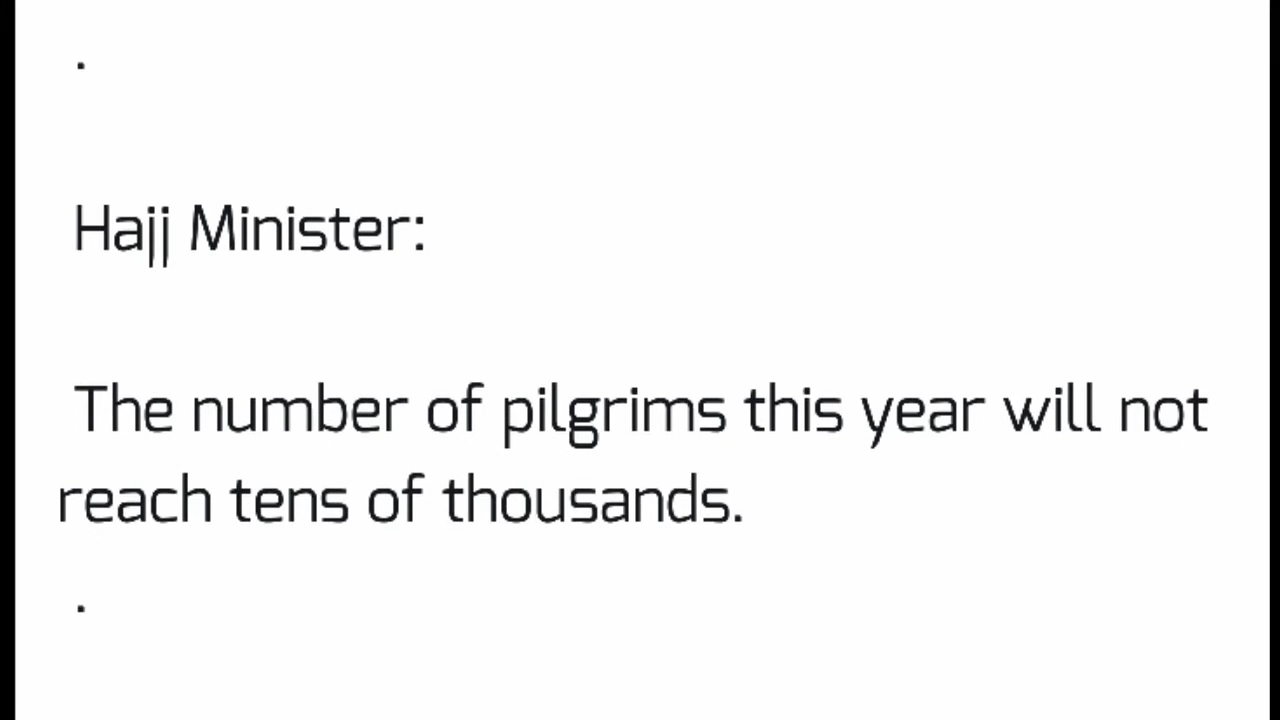 .
Hajj Minister:
The number of pilgrims this year will not
reach tens of thousands.
.